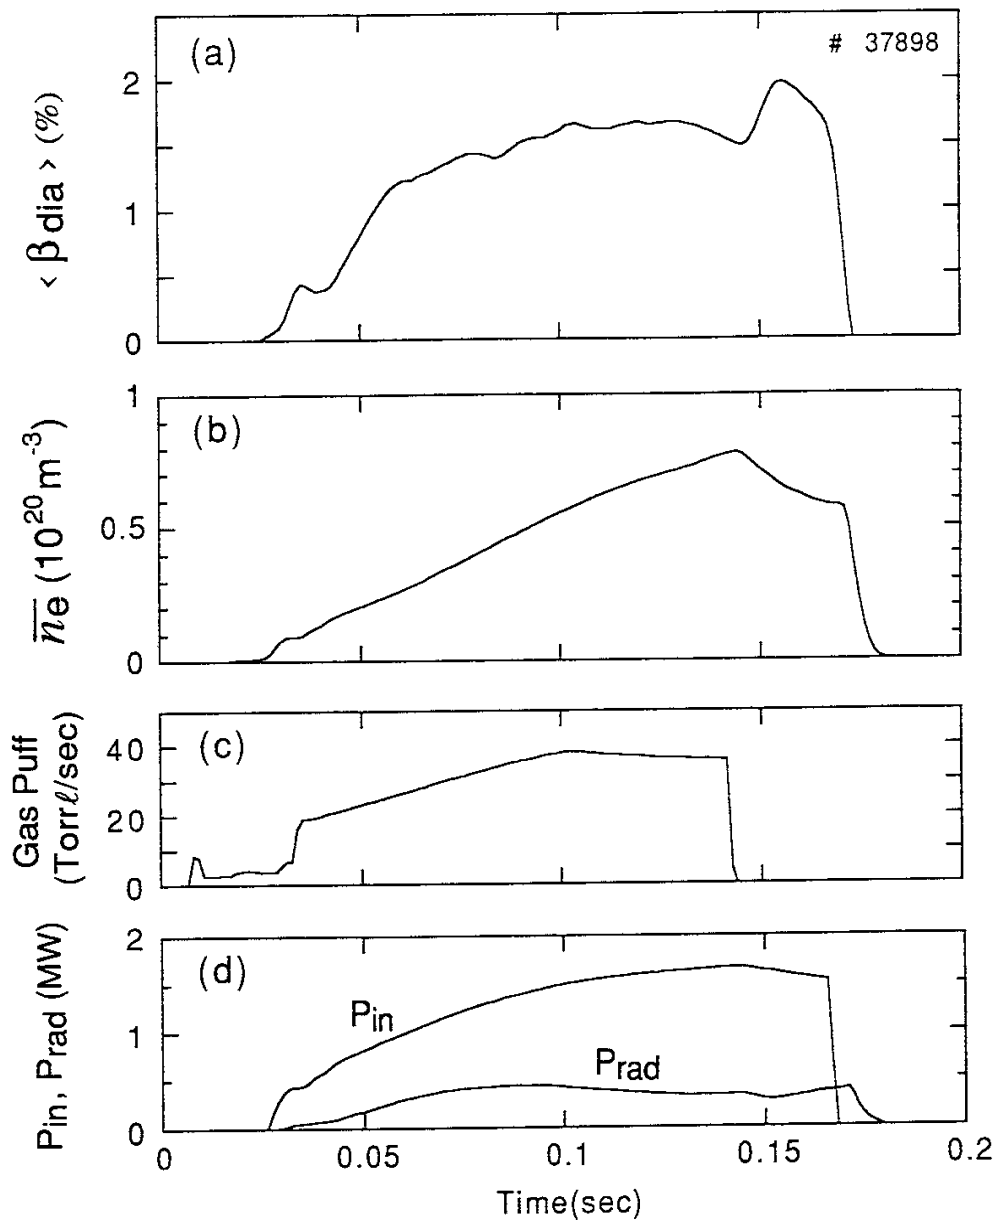 (a)
# 37898
< β dia > (%)
2
1
0
(b)
n̅e (10²⁰ m⁻³)
1
0.5
0
(c)
Gas Puff
(Torrℓ/sec)
40
20
0
(d)
Pin, Prad (MW)
2
1
0
Pin
Prad
0 0.05 0.1 0.15 0.2
Time(sec)